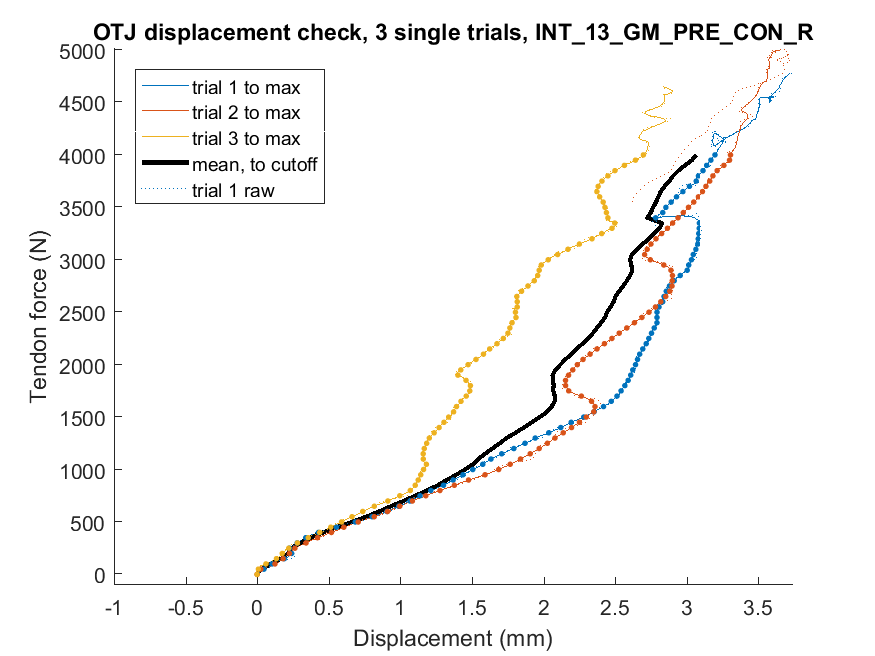 OTJ displacement check, 3 single trials, INT_13_GM_PRE_CON_R
5000
4500
4000
3500
3000
2500
2000
1500
1000
500
0
Tendon force (N)
trial 1 to max
trial 2 to max
trial 3 to max
mean, to cutoff
trial 1 raw
-1
-0.5
0
0.5
1
1.5
2
2.5
3
3.5
Displacement (mm)